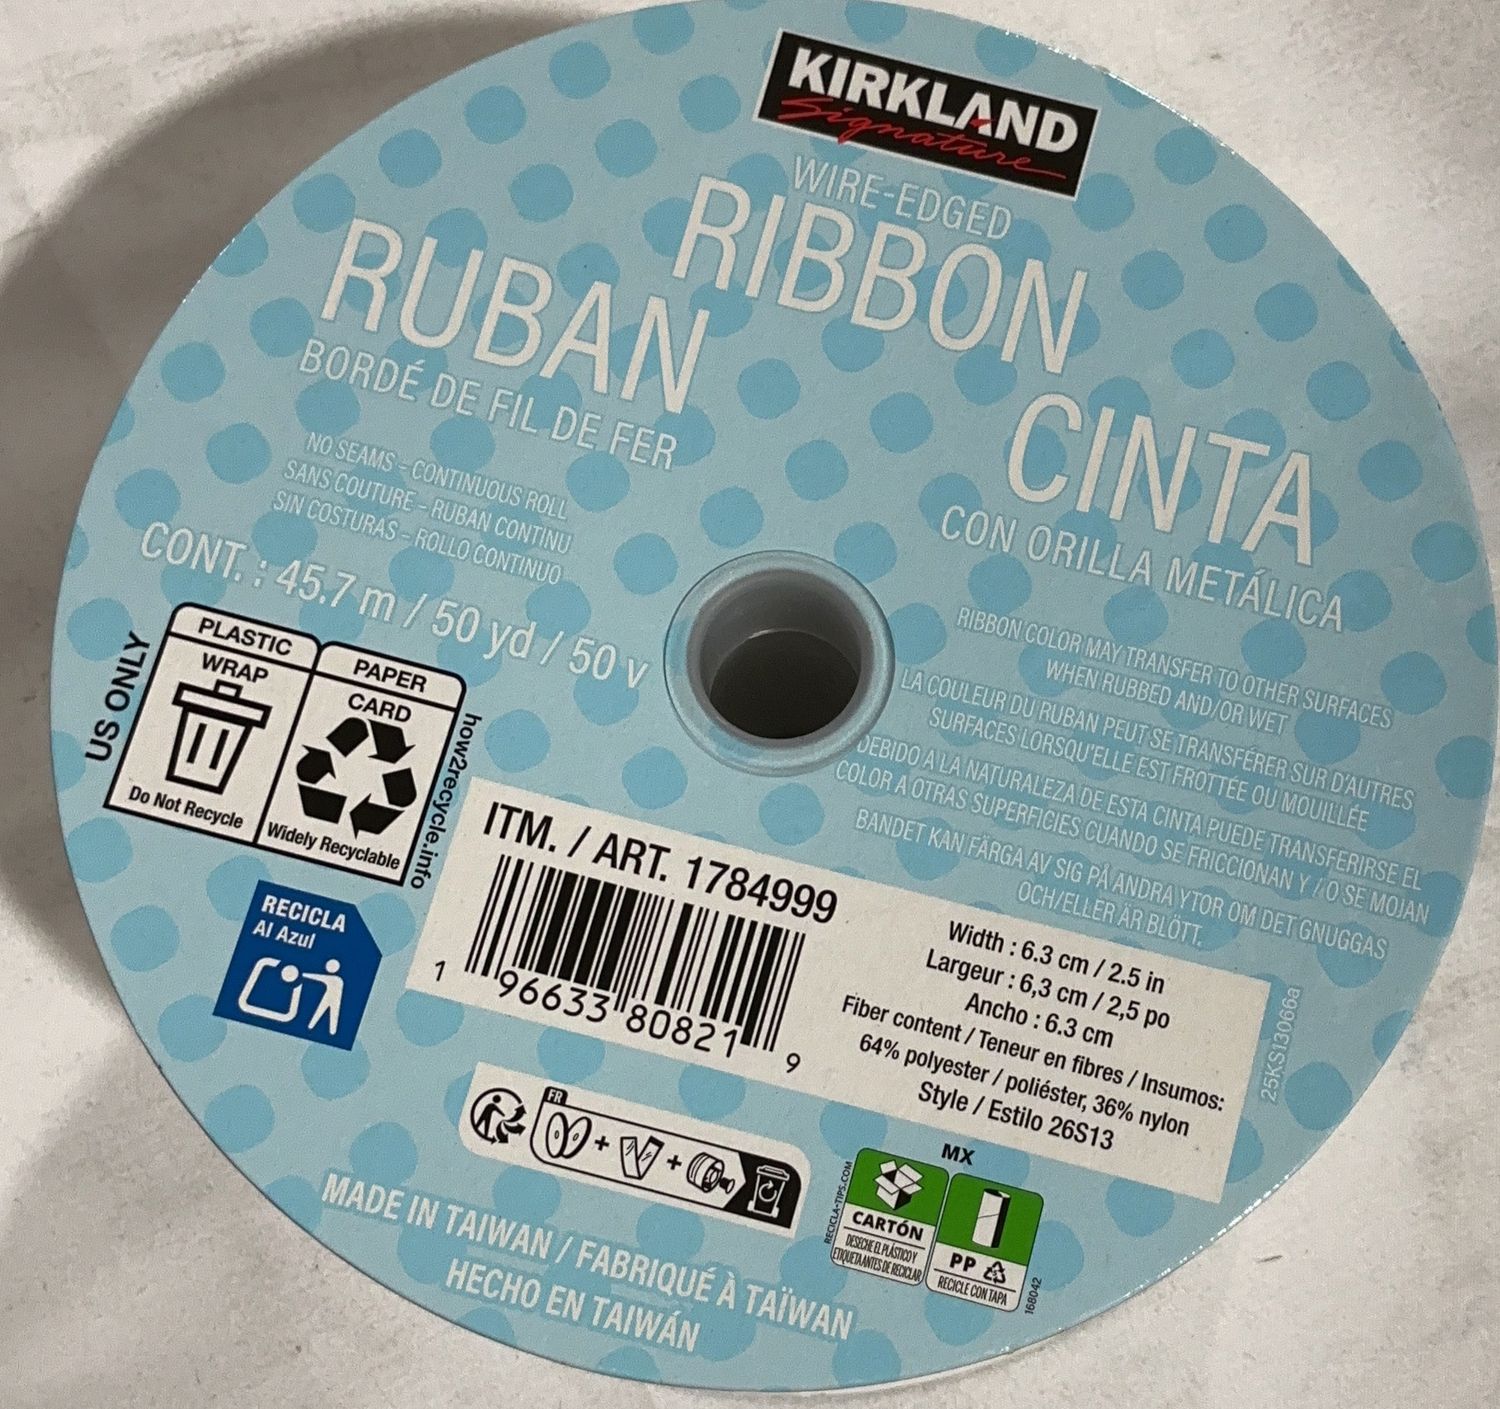 KIRKLAND
Signature
WIRE-EDGED
RIBBON
RUBAN
BORDÉ DE FIL DE FER
CINTA
CON ORILLA METÁLICA
NO SEAMS - CONTINUOUS ROLL
SANS COUTURE - RUBAN CONTINU
SIN COSTURAS - ROLLO CONTINUO
CONT. : 45.7 m / 50 yd / 50 v
RIBBON COLOR MAY TRANSFER TO OTHER SURFACES
WHEN RUBBED AND/OR WET
LA COULEUR DU RUBAN PEUT SE TRANSFÉRER SUR D'AUTRES
SURFACES LORSQU'ELLE EST FROTTÉE OU MOUILLÉE
DEBIDO A LA NATURALEZA DE ESTA CINTA PUEDE TRANSFERIRSE EL
COLOR A OTRAS SUPERFICIES CUANDO SE FRICCIONAN Y / O SE MOJAN
BANDET KAN FÄRGA AV SIG PÅ ANDRA YTOR OM DET GNUGGAS
OCH/ELLER ÄR BLÖTT.
US ONLY
PLASTIC
WRAP
Do Not Recycle
PAPER
CARD
Widely Recyclable
how2recycle.info
RECICLA
Al Azul
ITM. / ART. 1784999
1 96633 80821 9
Width : 6.3 cm / 2.5 in
Largeur : 6,3 cm / 2,5 po
Ancho : 6.3 cm
Fiber content / Teneur en fibres / Insumos:
64% polyester / poliéster, 36% nylon
Style / Estilo 26S13
25KS13066a
FR
+ +
MADE IN TAIWAN / FABRIQUÉ À TAÏWAN
HECHO EN TAIWÁN
MX
RECICLA-TIPS.COM
CARTÓN
DESECHE EL PLÁSTICO Y
ETIQUETA ANTES DE RECICLAR
PP
RECICLE CON TAPA
168042